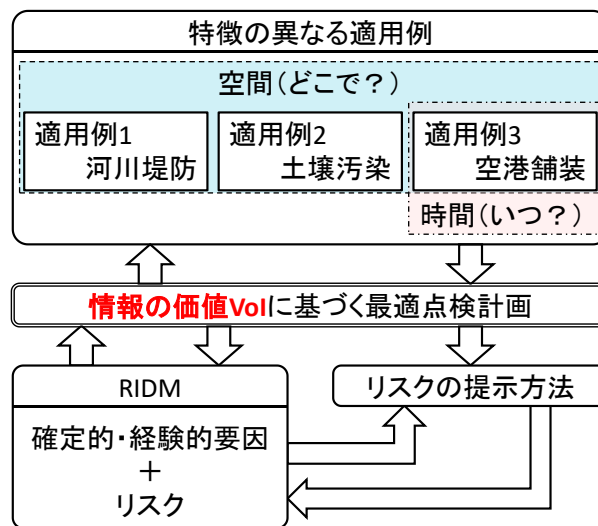 特徴の異なる適用例
空間(どこで?)
適用例1
河川堤防
適用例2
土壌汚染
適用例3
空港舗装
時間(いつ?)
情報の価値VoIに基づく最適点検計画
RIDM
確定的・経験的要因
+
リスク
リスクの提示方法